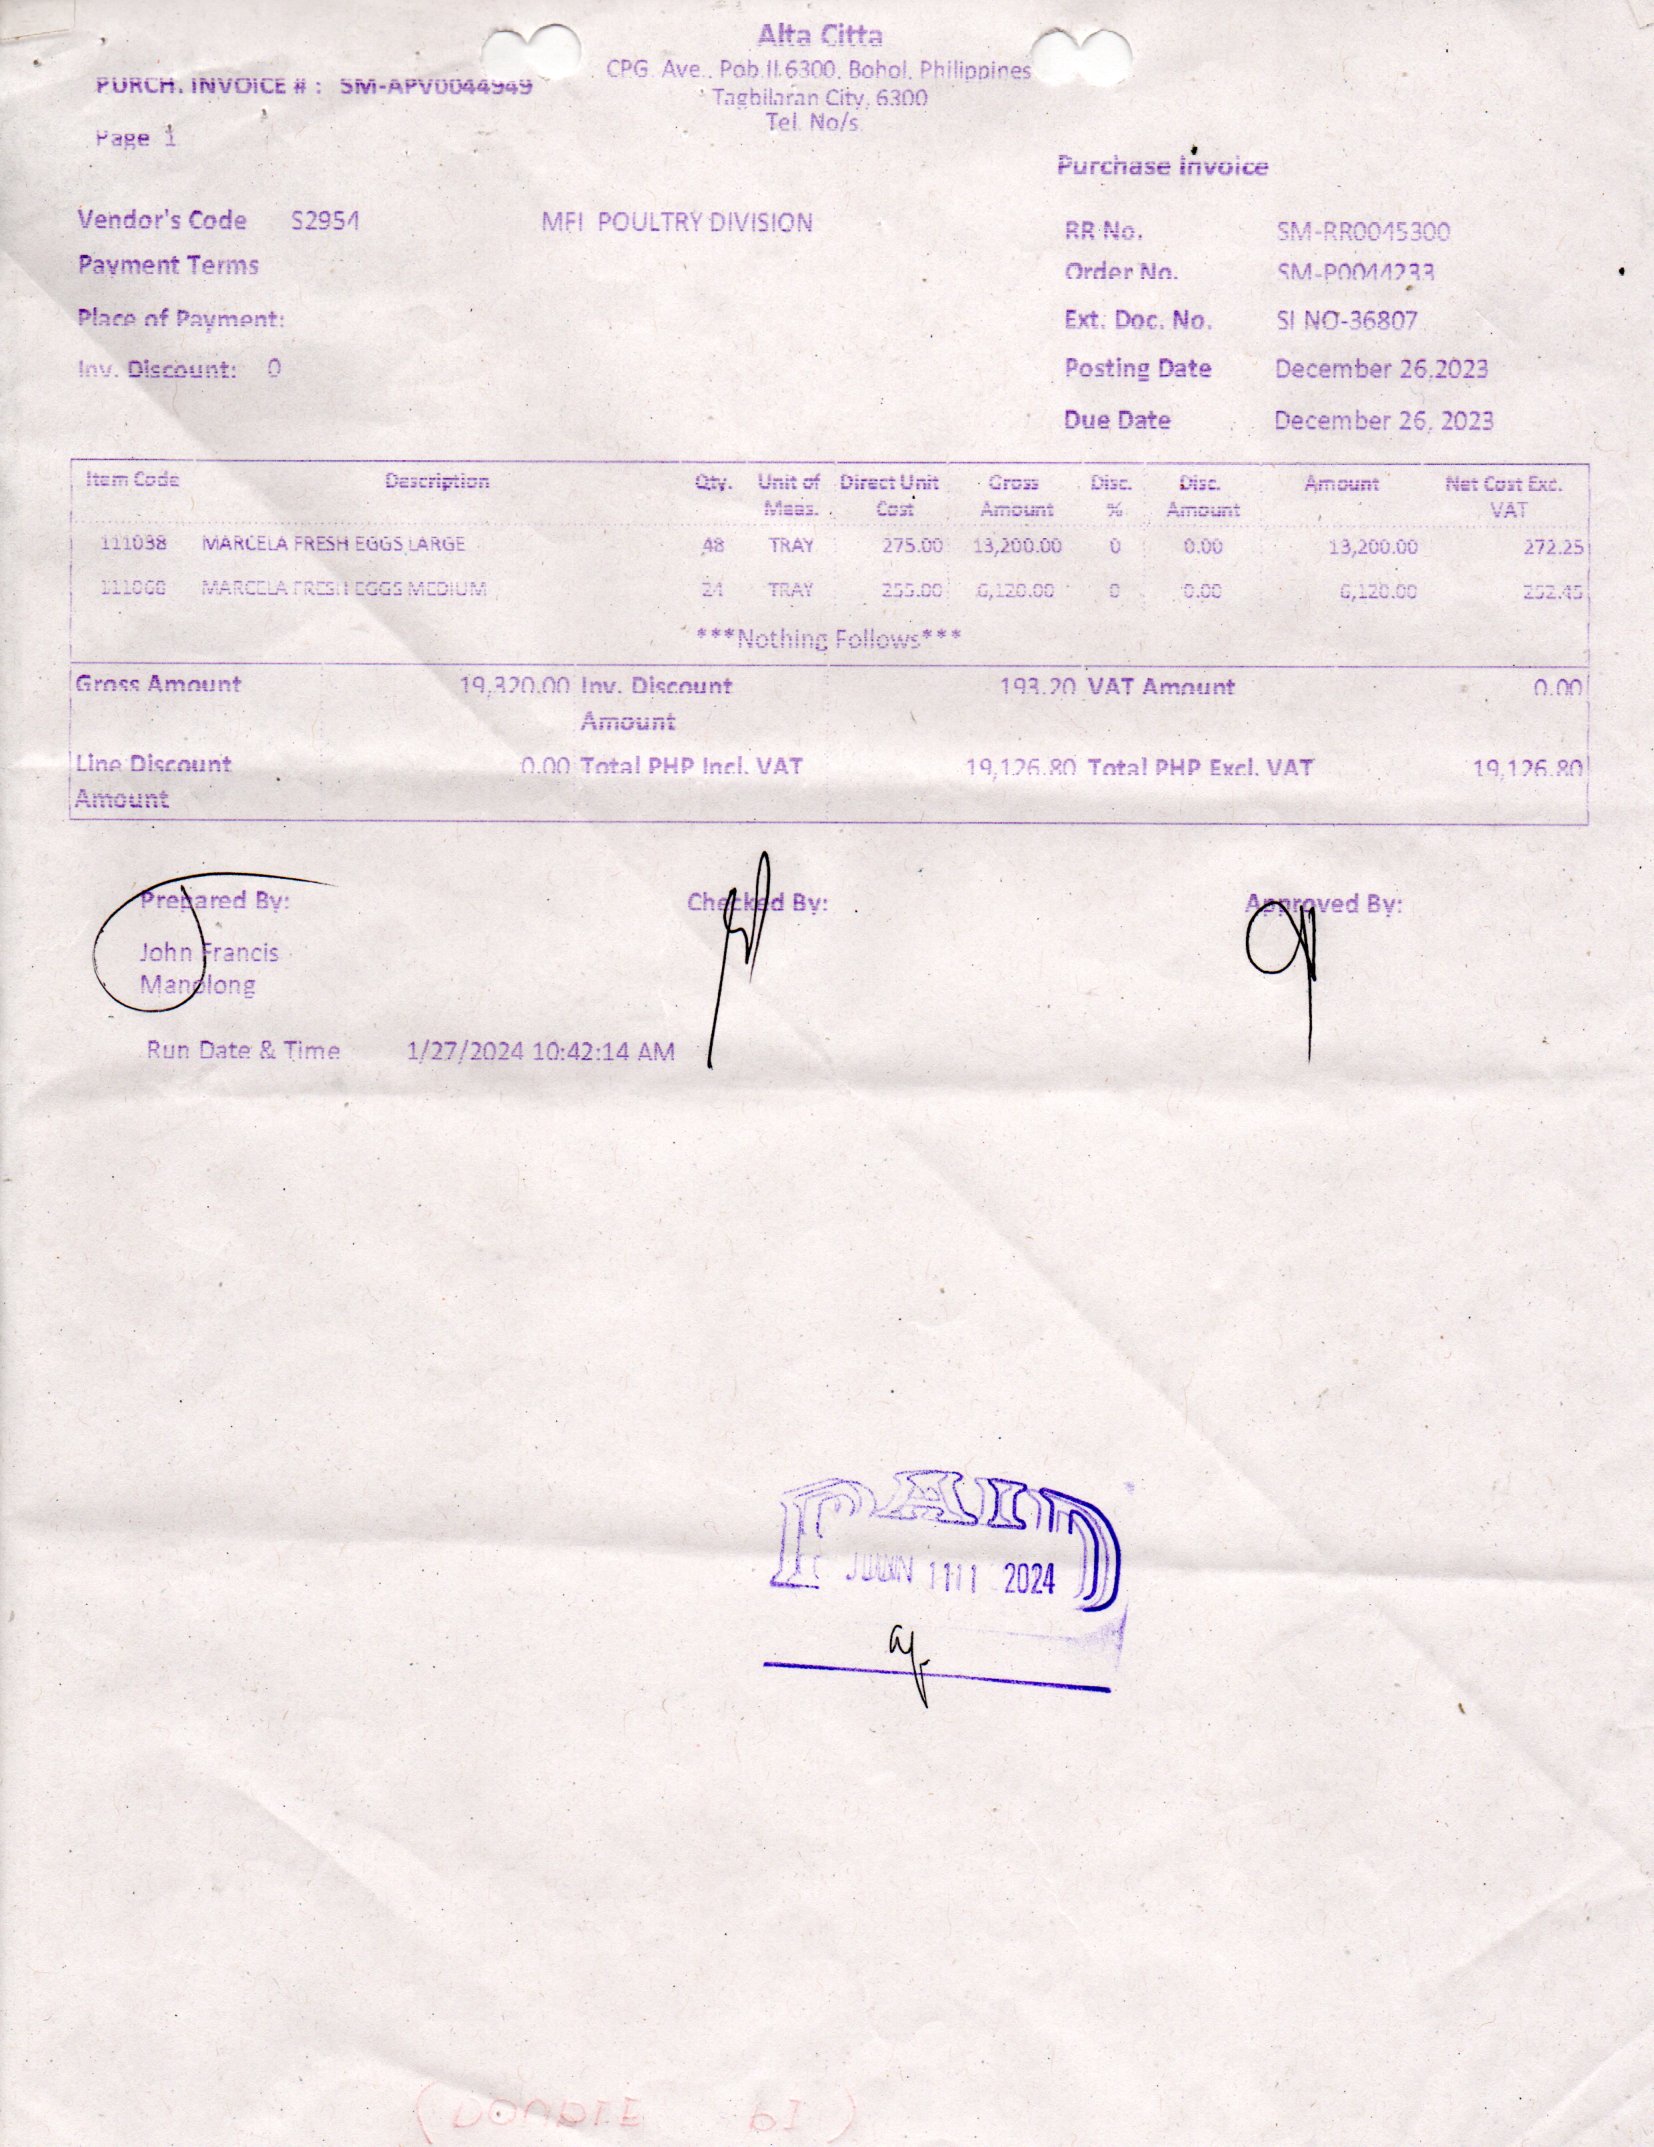 Alta Citta
CPG. Ave., Pob.II.6300, Bohol, Philippines
PURCH. INVOICE # : SM-APV0044949
Tagbilaran City, 6300
Tel. No/s.
Page 1
Purchase Invoice
Vendor's Code S2954 MFI POULTRY DIVISION
RR No. SM-RR0045300
Payment Terms
Order No. SM-P0044233
Place of Payment:
Ext. Doc. No. SI NO-36807
Inv. Discount: 0
Posting Date December 26,2023
Due Date December 26, 2023
Item Code Description Qty. Unit of Meas. Direct Unit Cost Gross Amount Disc. % Disc. Amount Amount Net Cost Exc. VAT
111038 MARCELA FRESH EGGS LARGE 48 TRAY 275.00 13,200.00 0 0.00 13,200.00 272.25
MARCELA FRESH EGGS MEDIUM 24 TRAY 255.00 6,120.00 0 0.00 6,120.00 252.45
***Nothing Follows***
Gross Amount 19,320.00 Inv. Discount Amount 193.20 VAT Amount 0.00
Line Discount Amount 0.00 Total PHP Incl. VAT 19,126.80 Total PHP Excl. VAT 19,126.80
Prepared By: Checked By: Approved By:
John Francis
Manolong
Run Date & Time 1/27/2024 10:42:14 AM
PAID
2024